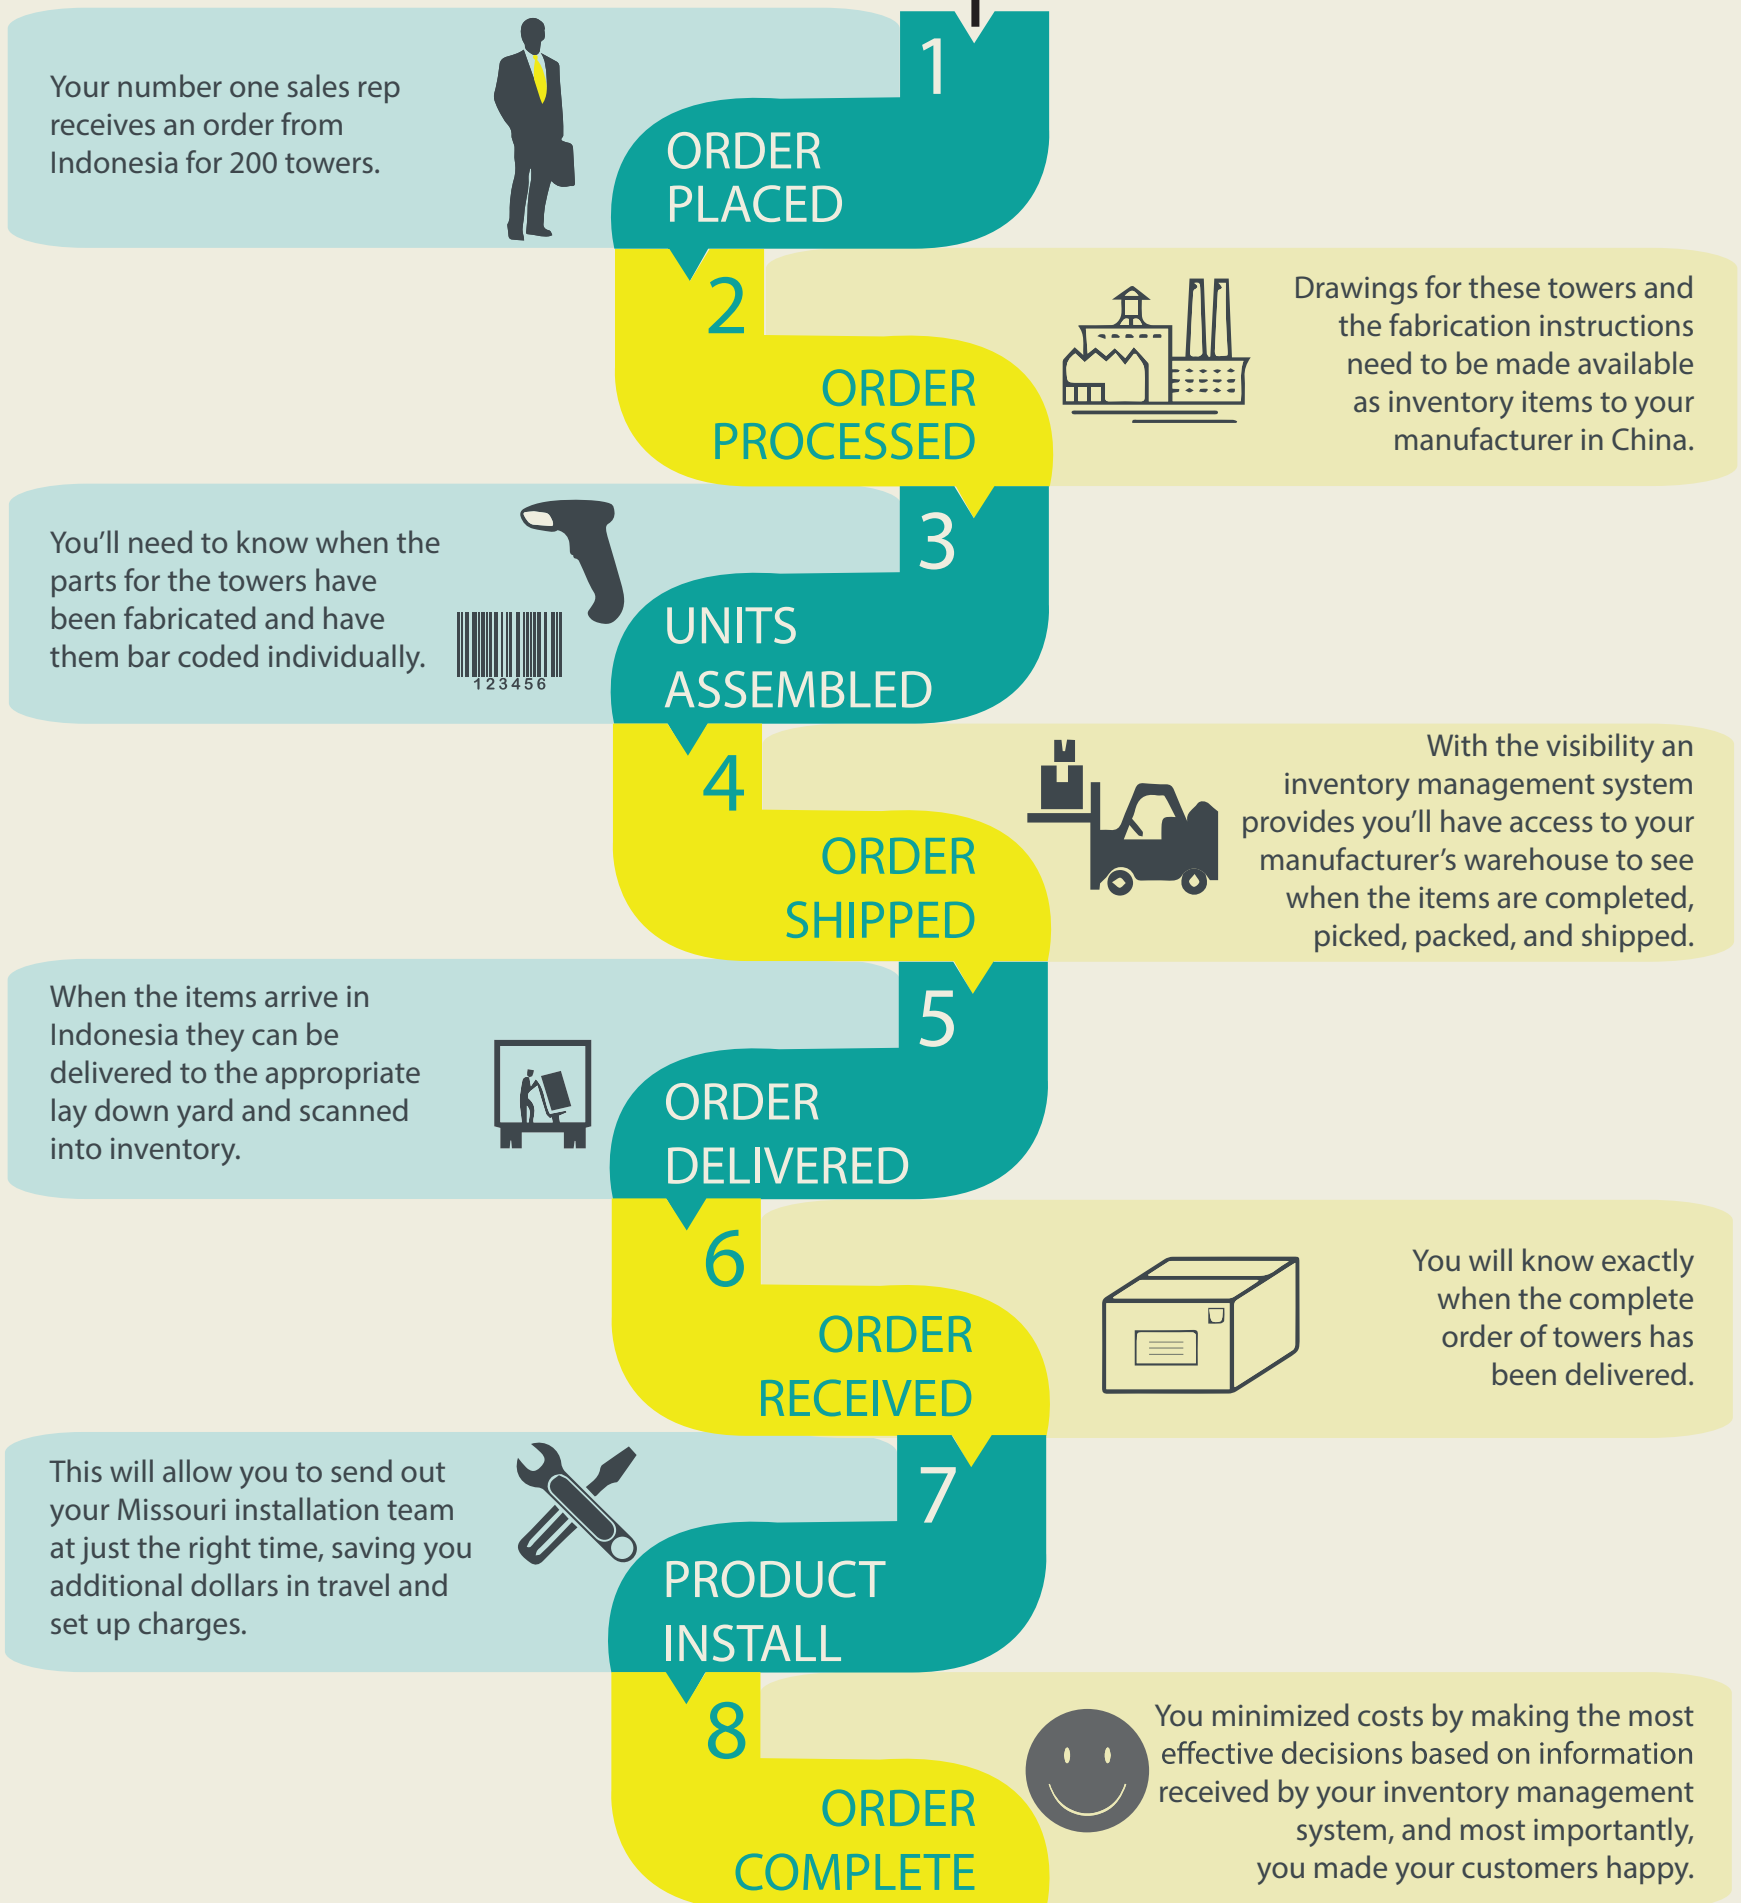 1
ORDER
PLACED
Your number one sales rep
receives an order from
Indonesia for 200 towers.
2
ORDER
PROCESSED
Drawings for these towers and
the fabrication instructions
need to be made available
as inventory items to your
manufacturer in China.
3
UNITS
ASSEMBLED
You’ll need to know when the
parts for the towers have
been fabricated and have
them bar coded individually.
123456
4
ORDER
SHIPPED
With the visibility an
inventory management system
provides you’ll have access to your
manufacturer’s warehouse to see
when the items are completed,
picked, packed, and shipped.
5
ORDER
DELIVERED
When the items arrive in
Indonesia they can be
delivered to the appropriate
lay down yard and scanned
into inventory.
6
ORDER
RECEIVED
You will know exactly
when the complete
order of towers has
been delivered.
7
PRODUCT
INSTALL
This will allow you to send out
your Missouri installation team
at just the right time, saving you
additional dollars in travel and
set up charges.
8
ORDER
COMPLETE
You minimized costs by making the most
effective decisions based on information
received by your inventory management
system, and most importantly,
you made your customers happy.